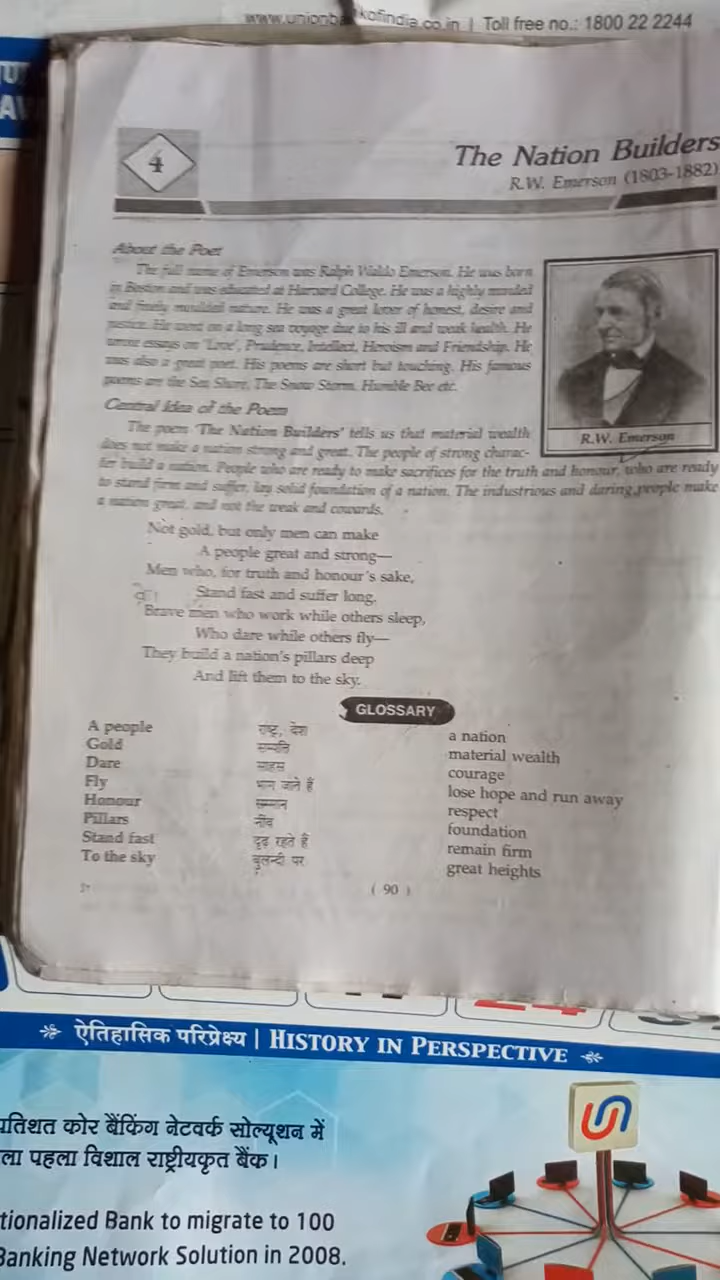 www.unionbankofindia.co.in | Toll free no.: 1800 22 2244
4
The Nation Builders
R.W. Emerson (1803-1882)
About the Poet
The full name of Emerson was Ralph Waldo Emerson. He was born
in Boston and was educated at Harvard College. He was a highly minded
and finely moulded nature. He was a great lover of honest, desire and
justice. He went on a long sea voyage due to his ill and weak health. He
wrote essays on 'Love', Prudence, Intellect, Heroism and Friendship. He
was also a great poet. His poems are short but touching. His famous
poems are the Sea Shore, The Snow Storm, Humble Bee etc.
R.W. Emerson
Central Idea of the Poem
The poem 'The Nation Builders' tells us that material wealth
does not make a nation strong and great. The people of strong charac-
ter build a nation. People who are ready to make sacrifices for the truth and honour, who are ready
to stand firm and suffer, lay solid foundation of a nation. The industrious and daring people make
a nation great, and not the weak and cowards.
Not gold, but only men can make
A people great and strong—
Men who, for truth and honour's sake,
Stand fast and suffer long.
Brave men who work while others sleep,
Who dare while others fly—
They build a nation's pillars deep
And lift them to the sky.
GLOSSARY
A people राष्ट्र, देश a nation
Gold सम्पत्ति material wealth
Dare साहस courage
Fly भाग जाते हैं lose hope and run away
Honour सम्मान respect
Pillars नींव foundation
Stand fast दृढ़ रहते हैं remain firm
To the sky बुलन्दी पर great heights
( 90 )
24
ऐतिहासिक परिप्रेक्ष्य | HISTORY IN PERSPECTIVE
प्रतिशत कोर बैंकिंग नेटवर्क सोल्यूशन में
ला पहला विशाल राष्ट्रीयकृत बैंक।
tionalized Bank to migrate to 100
Banking Network Solution in 2008.